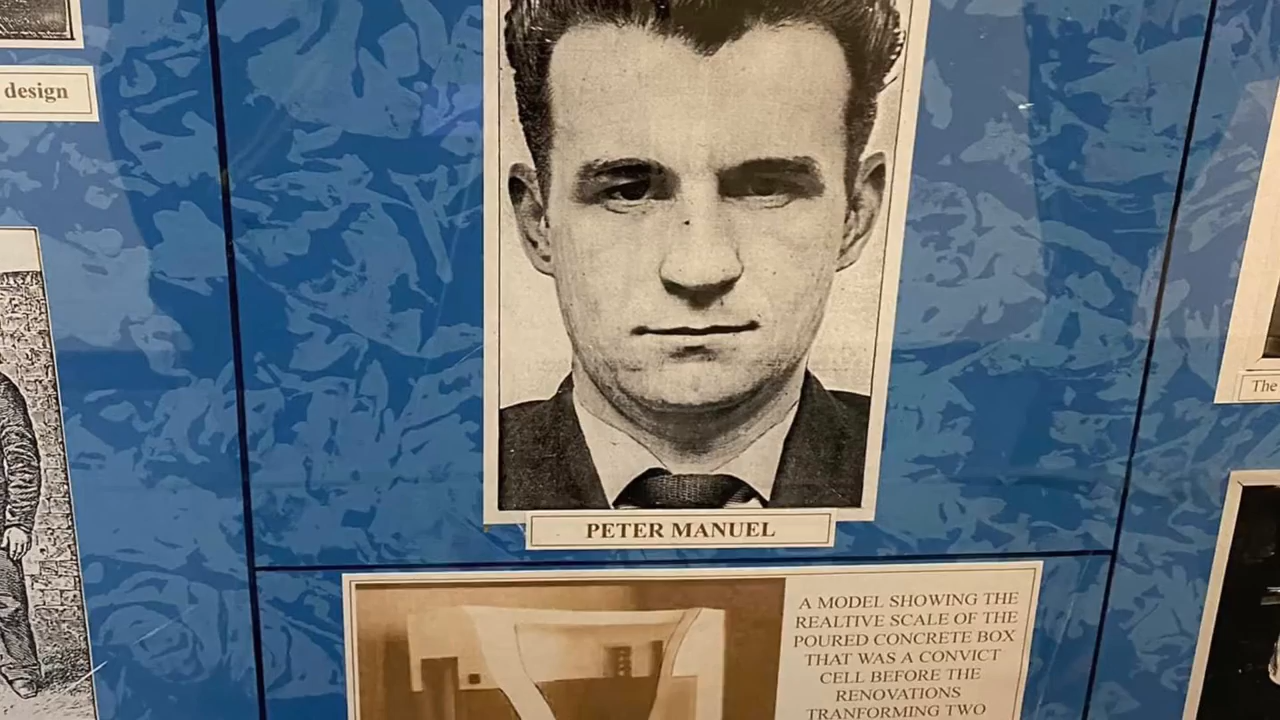 design
PETER MANUEL
The
A MODEL SHOWING THE
REALTIVE SCALE OF THE
POURED CONCRETE BOX
THAT WAS A CONVICT
CELL BEFORE THE
RENOVATIONS
TRANFORMING TWO